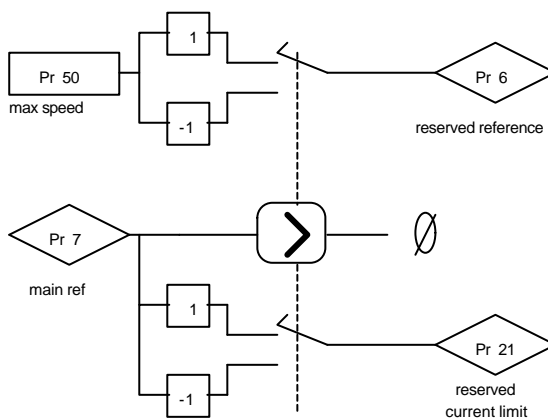 1
Pr 50
Pr 6
max speed
-1
reserved reference
>
Pr 7
Ø
main ref
1
Pr 21
-1
reserved
current limit